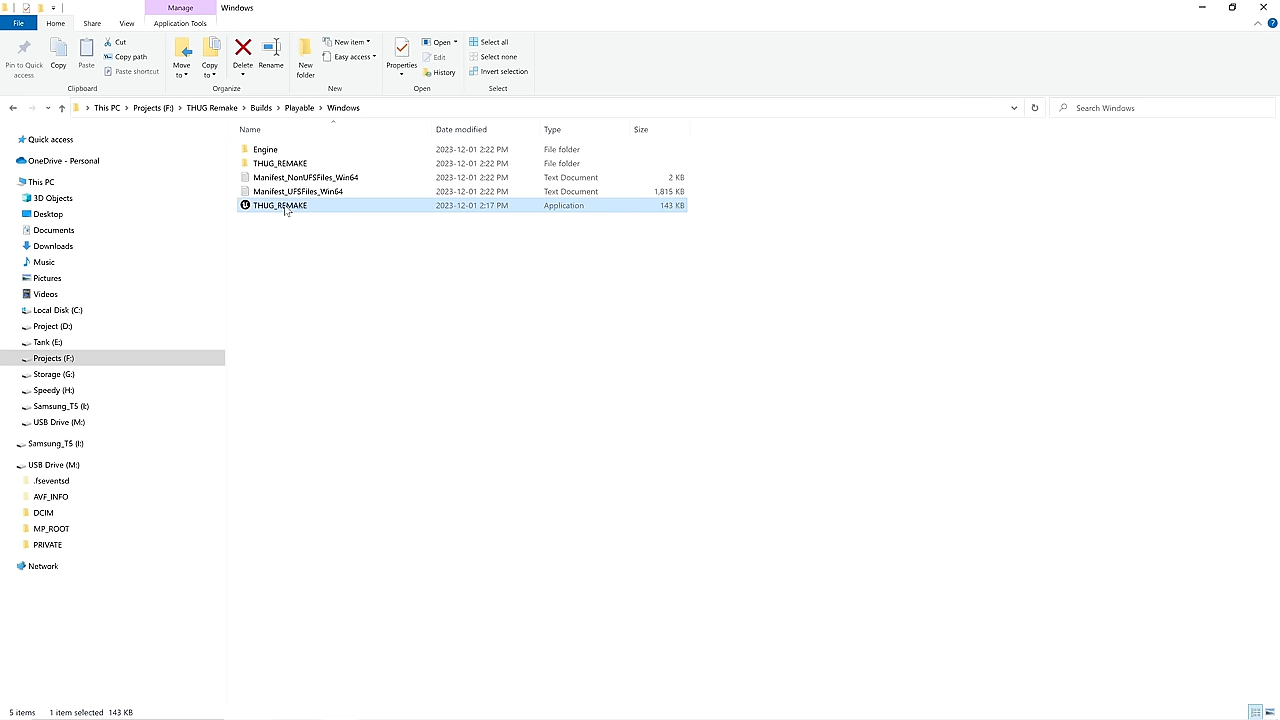 Manage Windows
File Home Share View Application Tools
Pin to Quick access
Copy
Paste
Cut
Copy path
Paste shortcut
Clipboard
Move to
Copy to
Delete
Rename
Organize
New folder
New item
Easy access
New
Properties
Open
Edit
History
Open
Select all
Select none
Invert selection
Select
This PC > Projects (F:) > THUG Remake > Builds > Playable > Windows
Search Windows
Name Date modified Type Size
Engine 2023-12-01 2:22 PM File folder
THUG_REMAKE 2023-12-01 2:22 PM File folder
Manifest_NonUFSFiles_Win64 2023-12-01 2:22 PM Text Document 2 KB
Manifest_UFSFiles_Win64 2023-12-01 2:22 PM Text Document 1,815 KB
THUG_REMAKE 2023-12-01 2:17 PM Application 143 KB
Quick access
OneDrive - Personal
This PC
3D Objects
Desktop
Documents
Downloads
Music
Pictures
Videos
Local Disk (C:)
Project (D:)
Tank (E:)
Projects (F:)
Storage (G:)
Speedy (H:)
Samsung_T5 (I:)
USB Drive (M:)
Samsung_T5 (I:)
USB Drive (M:)
.fseventsd
AVF_INFO
DCIM
MP_ROOT
PRIVATE
Network
5 items 1 item selected 143 KB